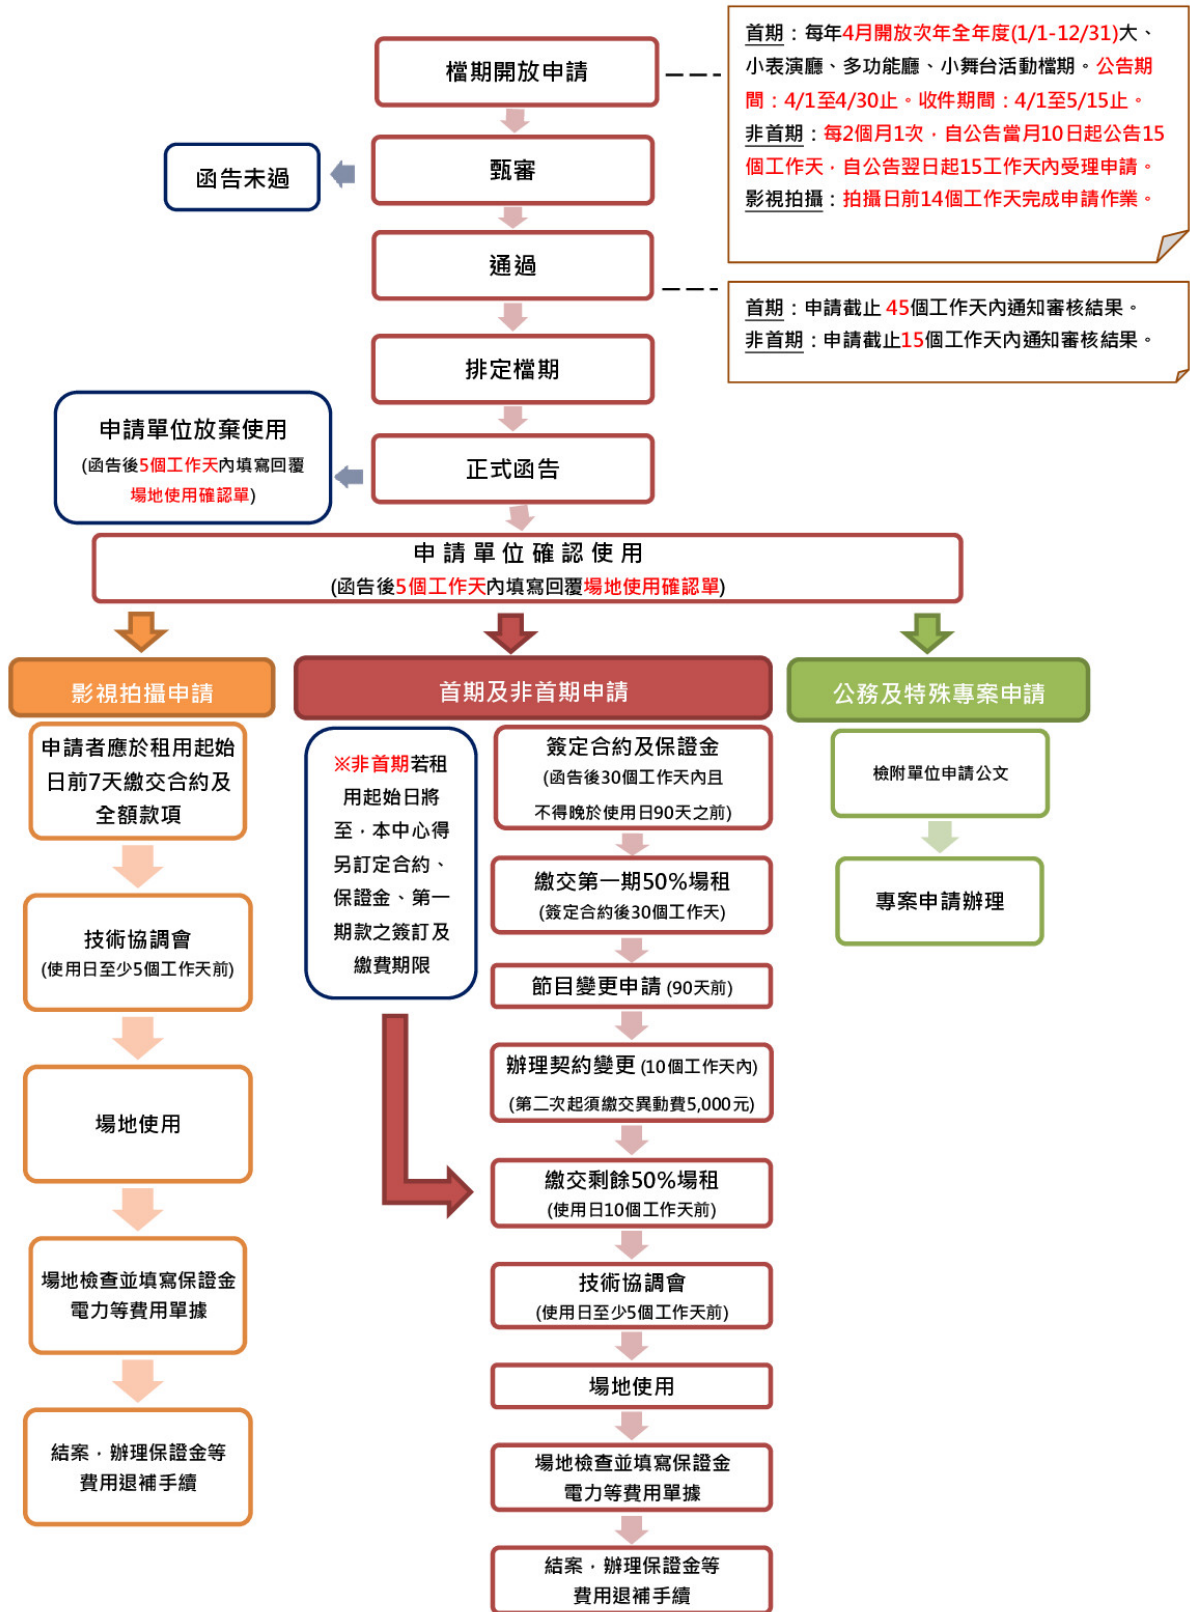 檔期開放申請
首期：每年4月開放次年全年度(1/1-12/31)大、
小表演廳、多功能廳、小舞台活動檔期。公告期
間：4/1至4/30止。收件期間：4/1至5/15止。
非首期：每2個月1次，自公告當月10日起公告15
個工作天，自公告翌日起15工作天內受理申請。
影視拍攝：拍攝日前14個工作天完成申請作業。
甄審
函告未過
通過
首期：申請截止 45個工作天內通知審核結果。
非首期：申請截止15個工作天內通知審核結果。
排定檔期
正式函告
申請單位放棄使用
(函告後5個工作天內填寫回覆
場地使用確認單)
申請單位確認使用
(函告後5個工作天內填寫回覆場地使用確認單)
影視拍攝申請
申請者應於租用起始
日前7天繳交合約及
全額款項
技術協調會
(使用日至少5個工作天前)
場地使用
場地檢查並填寫保證金
電力等費用單據
結案，辦理保證金等
費用退補手續
首期及非首期申請
※非首期若租
用起始日將
至，本中心得
另訂定合約、
保證金、第一
期款之簽訂及
繳費期限
簽定合約及保證金
(函告後30個工作天內且
不得晚於使用日90天之前)
繳交第一期50%場租
(簽定合約後30個工作天)
節目變更申請 (90天前)
辦理契約變更 (10個工作天內)
(第二次起須繳交異動費5,000元)
繳交剩餘50%場租
(使用日10個工作天前)
技術協調會
(使用日至少5個工作天前)
場地使用
場地檢查並填寫保證金
電力等費用單據
結案，辦理保證金等
費用退補手續
公務及特殊專案申請
檢附單位申請公文
專案申請辦理